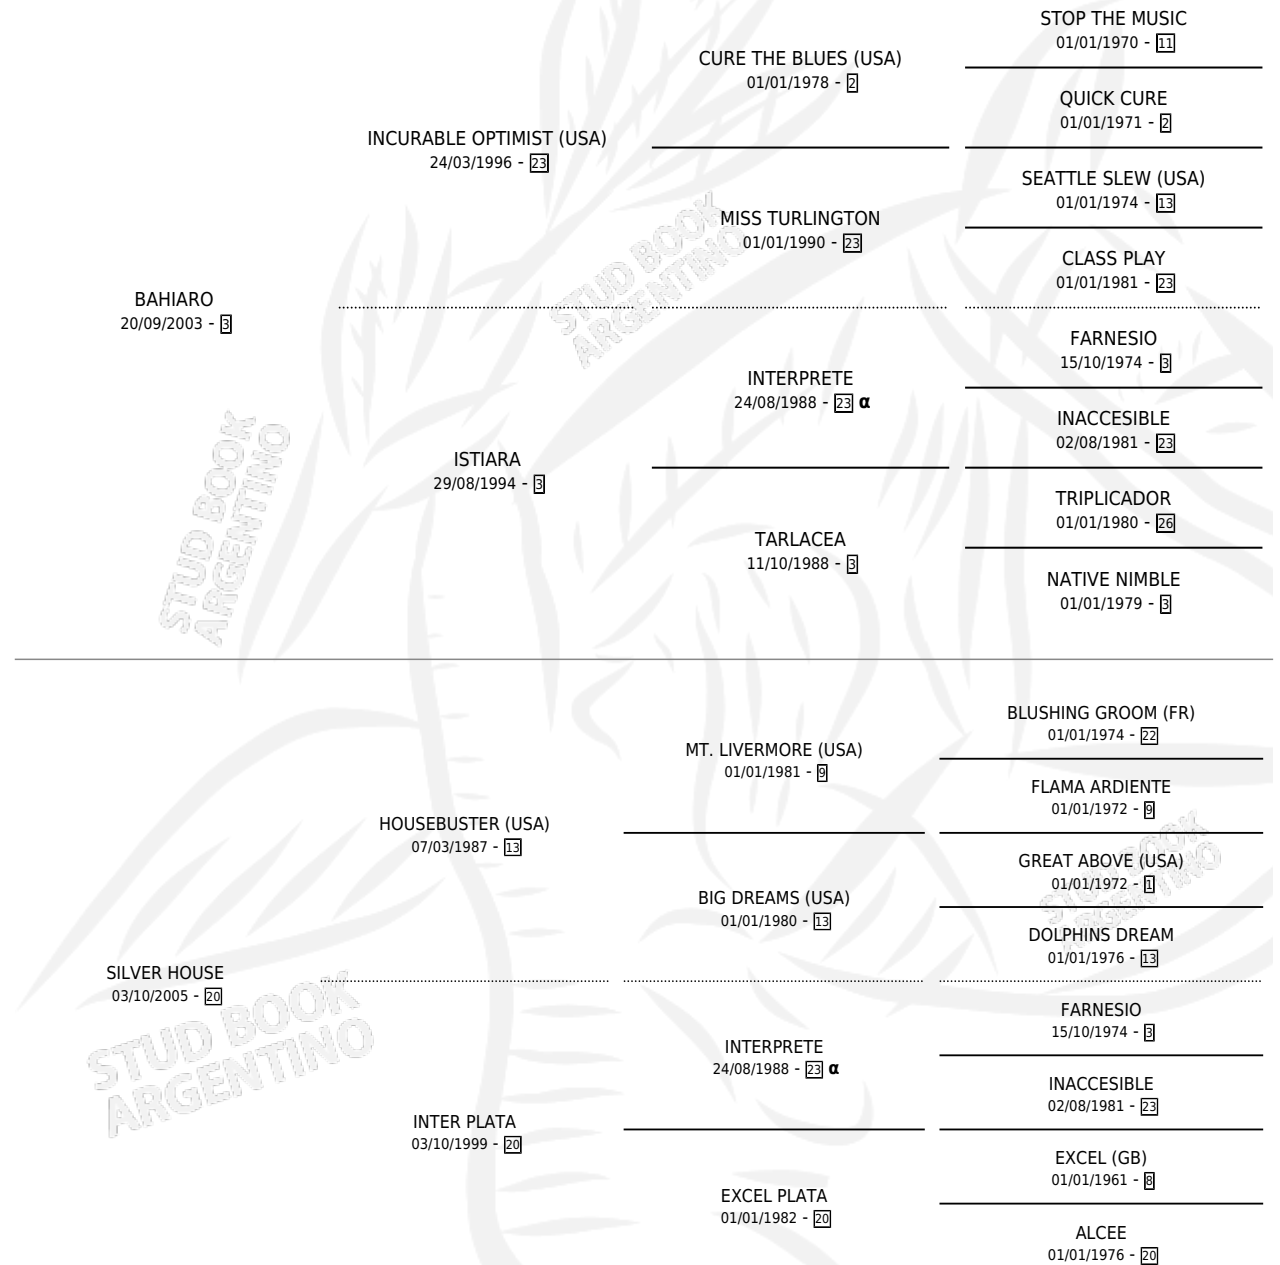 STOP THE MUSIC
01/01/1970 - 11
CURE THE BLUES (USA)
01/01/1978 - 2
QUICK CURE
01/01/1971 - 2
INCURABLE OPTIMIST (USA)
24/03/1996 - 23
SEATTLE SLEW (USA)
01/01/1974 - 13
MISS TURLINGTON
01/01/1990 - 23
CLASS PLAY
01/01/1981 - 23
BAHIARO
20/09/2003 - 3
FARNESIO
15/10/1974 - 3
INTERPRETE
24/08/1988 - 23 α
INACCESIBLE
02/08/1981 - 23
ISTIARA
29/08/1994 - 3
TRIPLICADOR
01/01/1980 - 26
TARLACEA
11/10/1988 - 3
NATIVE NIMBLE
01/01/1979 - 3
BLUSHING GROOM (FR)
01/01/1974 - 22
MT. LIVERMORE (USA)
01/01/1981 - 9
FLAMA ARDIENTE
01/01/1972 - 9
HOUSEBUSTER (USA)
07/03/1987 - 13
GREAT ABOVE (USA)
01/01/1972 - 1
BIG DREAMS (USA)
01/01/1980 - 13
DOLPHINS DREAM
01/01/1976 - 13
SILVER HOUSE
03/10/2005 - 20
FARNESIO
15/10/1974 - 3
INTERPRETE
24/08/1988 - 23 α
INACCESIBLE
02/08/1981 - 23
INTER PLATA
03/10/1999 - 20
EXCEL (GB)
01/01/1961 - 8
EXCEL PLATA
01/01/1982 - 20
ALCEE
01/01/1976 - 20
STUD BOOK
ARGENTINO
STUD BOOK
ARGENTINO
STUD BOOK
ARGENTINO
STUD BOOK
ARGENTINO